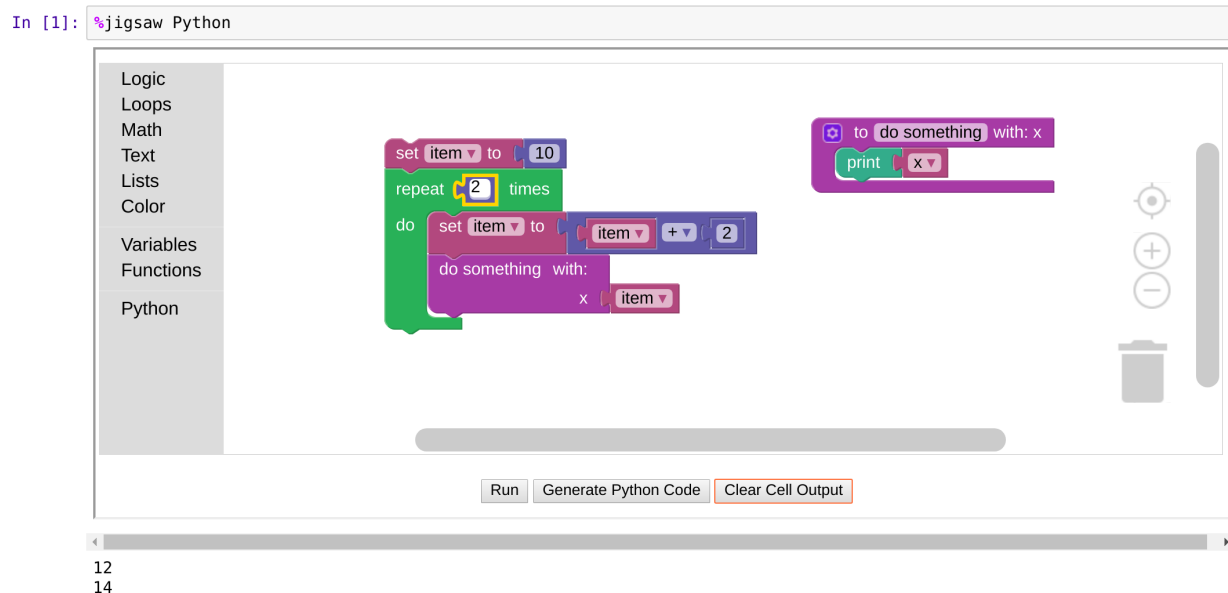 In [1]: %jigsaw Python
Logic
Loops
Math
Text
Lists
Color
Variables
Functions
Python
set item ▾ to 10
repeat 2 times
do set item ▾ to item ▾ + ▾ 2
do something with:
x item ▾
to do something with: x
print x ▾
Run Generate Python Code Clear Cell Output
12
14